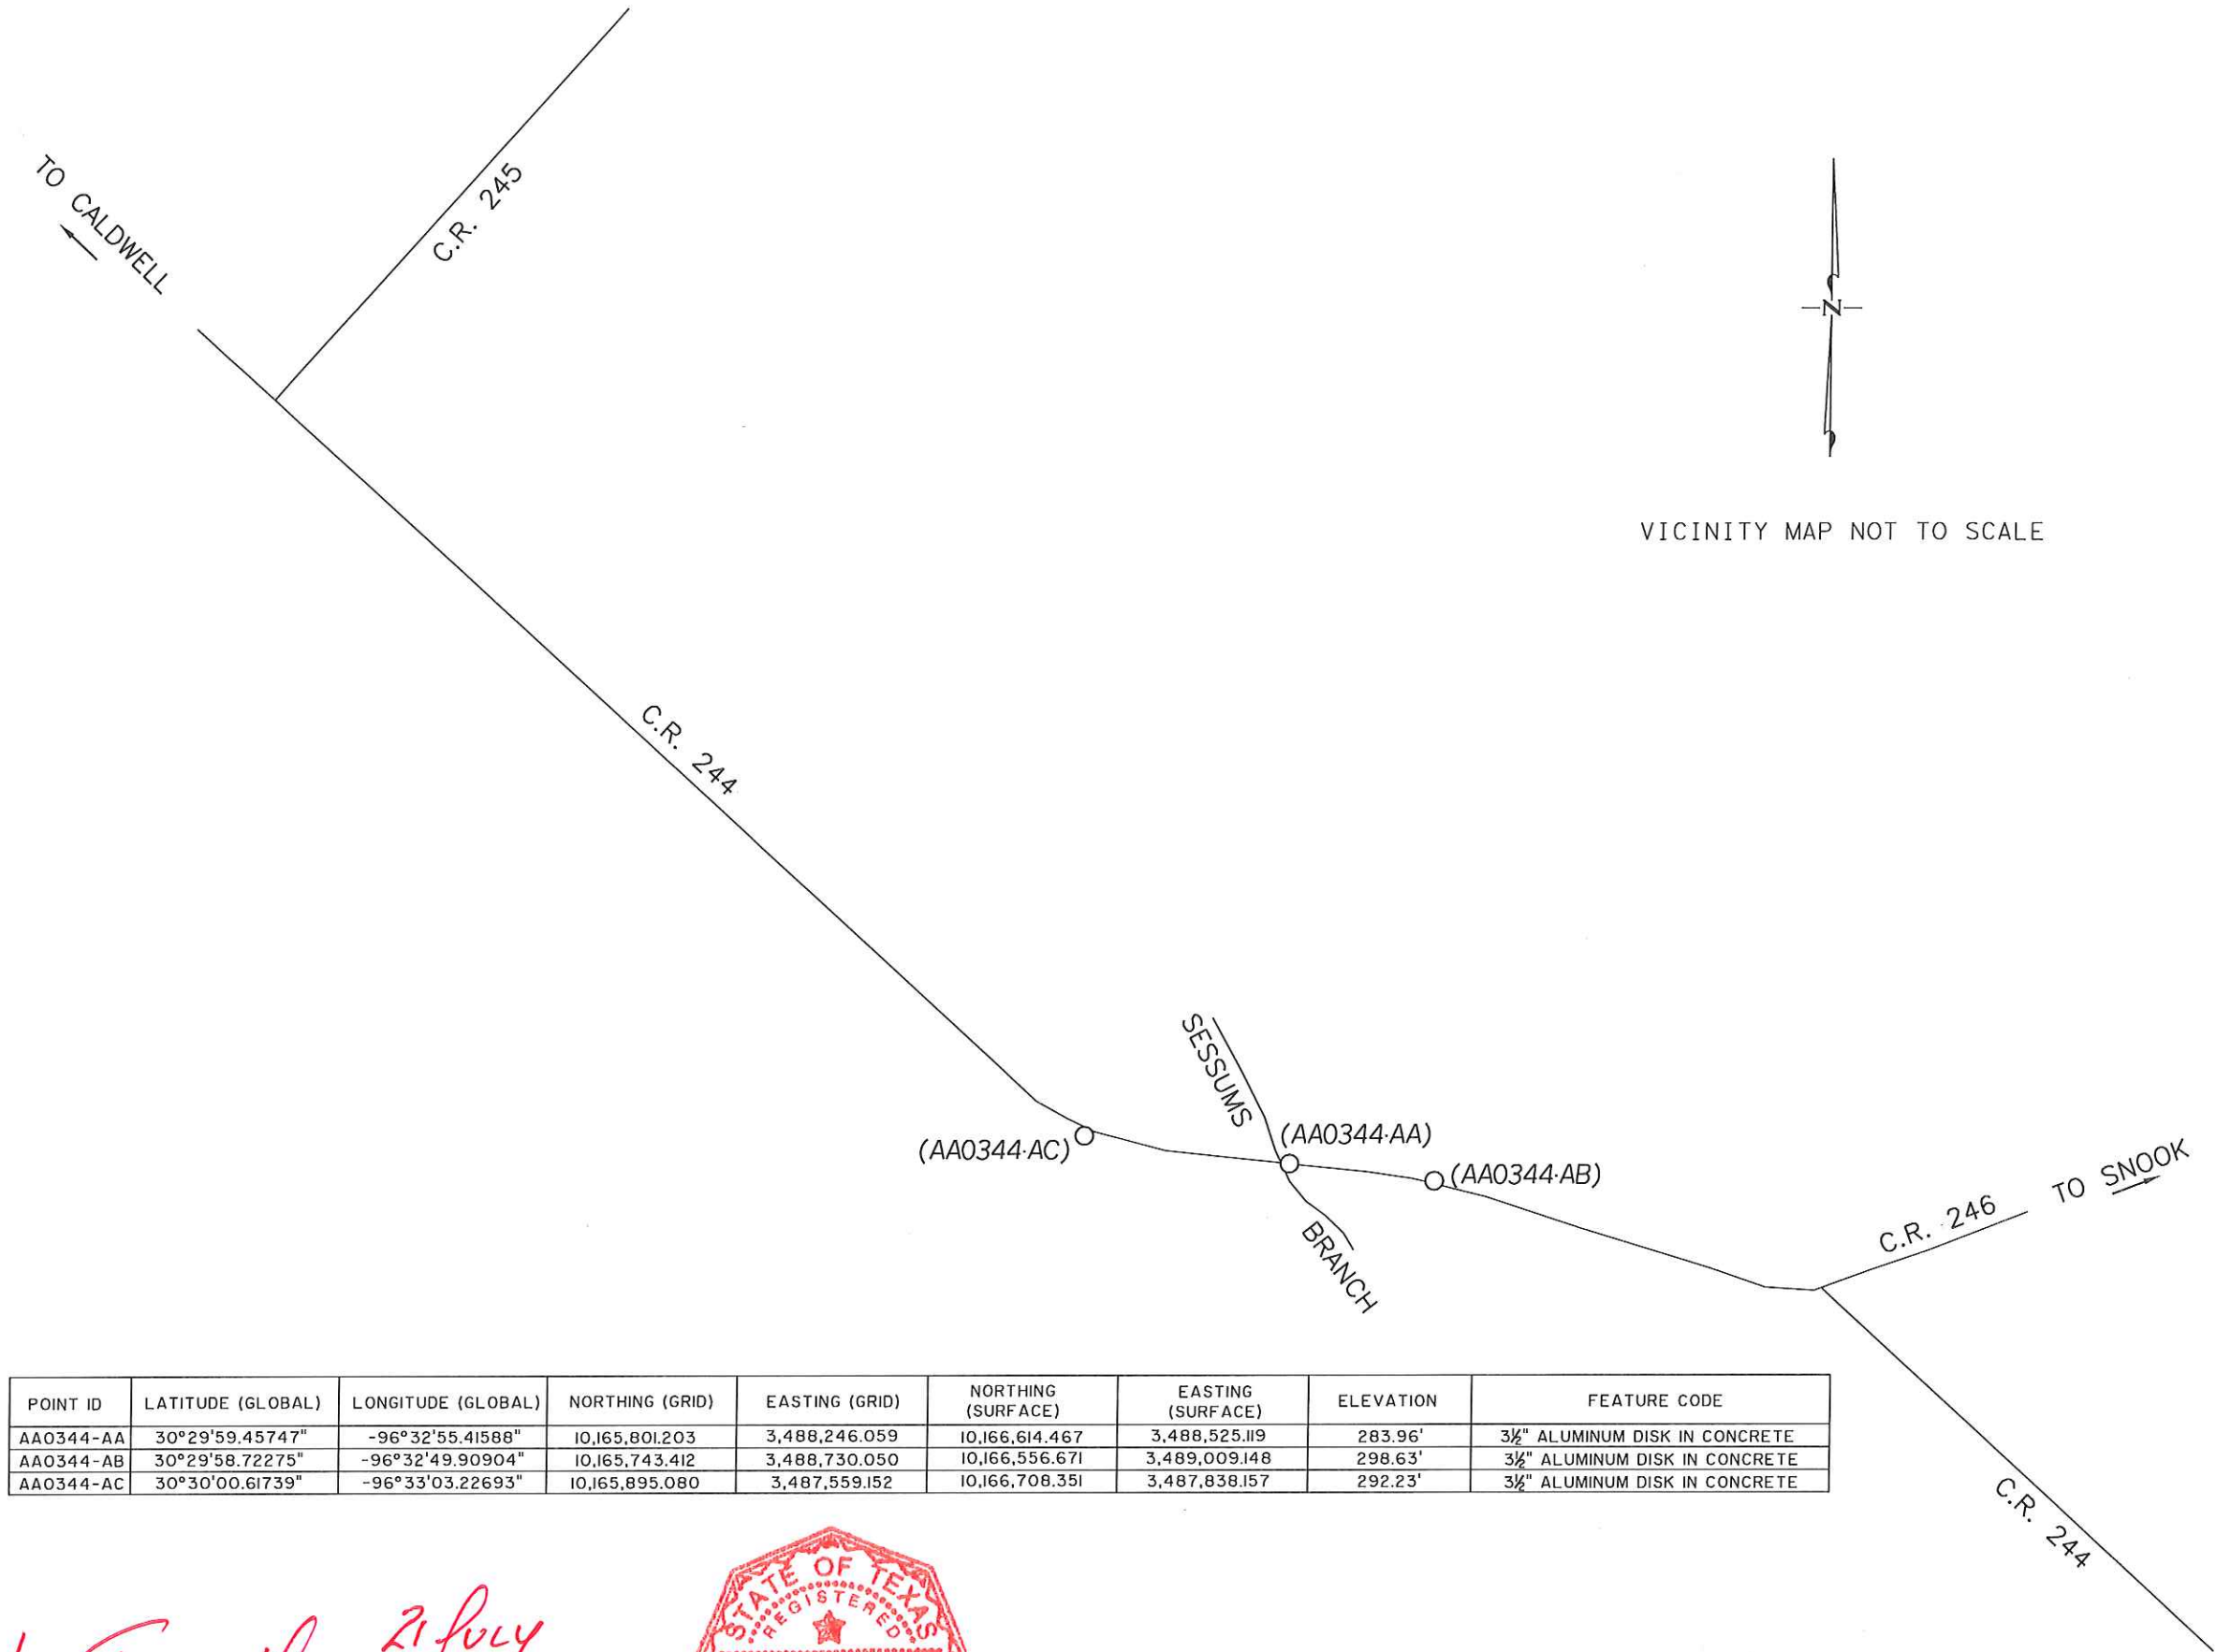 TO CALDWELL
C.R. 245
N
VICINITY MAP NOT TO SCALE
C.R. 244
SESSUMS
BRANCH
(AA0344-AC)
(AA0344-AA)
(AA0344-AB)
C.R. 246
TO SNOOK
C.R. 244
POINT ID LATITUDE (GLOBAL) LONGITUDE (GLOBAL) NORTHING (GRID) EASTING (GRID) NORTHING (SURFACE) EASTING (SURFACE) ELEVATION FEATURE CODE
AA0344-AA 30°29'59.45747" -96°32'55.41588" 10,165,801.203 3,488,246.059 10,166,614.467 3,488,525.119 283.96' 3½" ALUMINUM DISK IN CONCRETE
AA0344-AB 30°29'58.72275" -96°32'49.90904" 10,165,743.412 3,488,730.050 10,166,556.671 3,489,009.148 298.63' 3½" ALUMINUM DISK IN CONCRETE
AA0344-AC 30°30'00.61739" -96°33'03.22693" 10,165,895.080 3,487,559.152 10,166,708.351 3,487,838.157 292.23' 3½" ALUMINUM DISK IN CONCRETE
21 July
STATE OF TEXAS
REGISTERED